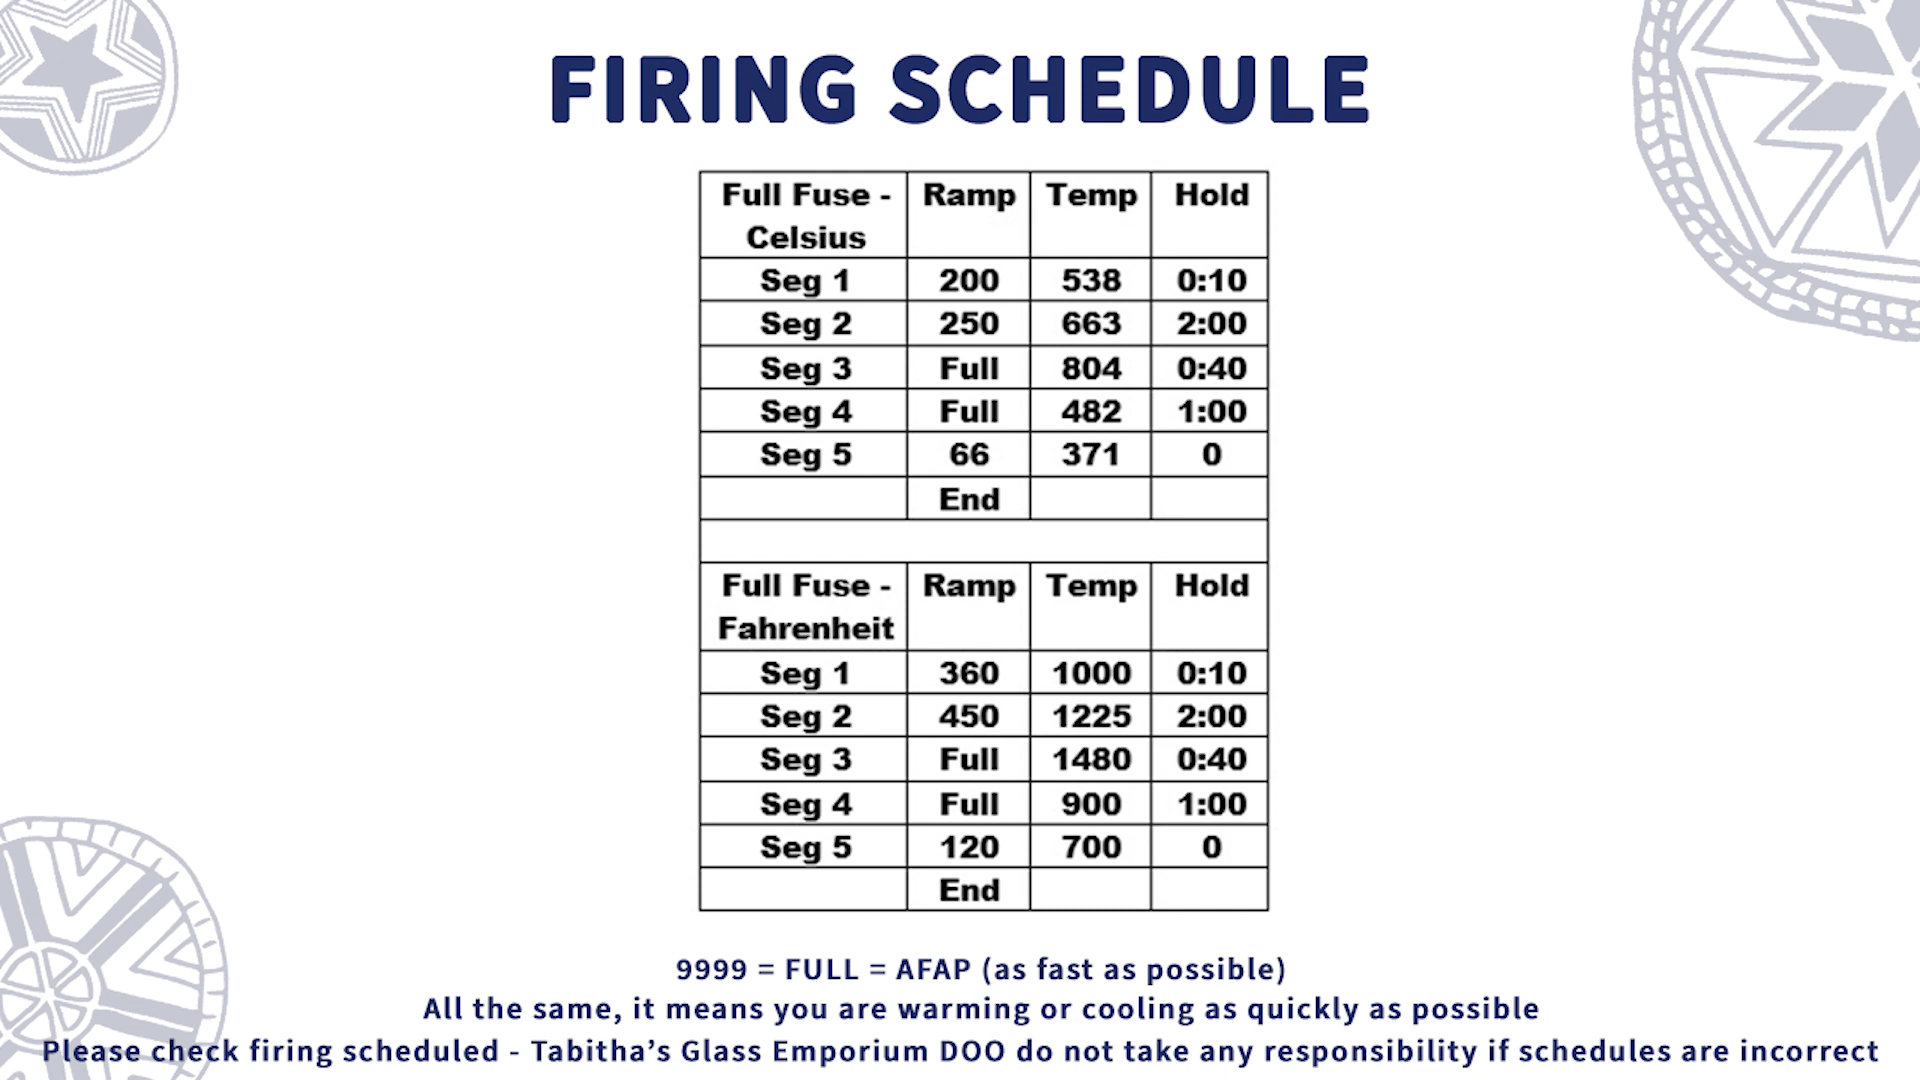 FIRING SCHEDULE
Full Fuse - Ramp Temp Hold
Celsius
Seg 1 200 538 0:10
Seg 2 250 663 2:00
Seg 3 Full 804 0:40
Seg 4 Full 482 1:00
Seg 5 66 371 0
End
Full Fuse - Ramp Temp Hold
Fahrenheit
Seg 1 360 1000 0:10
Seg 2 450 1225 2:00
Seg 3 Full 1480 0:40
Seg 4 Full 900 1:00
Seg 5 120 700 0
End
9999 = FULL = AFAP (as fast as possible)
All the same, it means you are warming or cooling as quickly as possible
Please check firing scheduled - Tabitha’s Glass Emporium DOO do not take any responsibility if schedules are incorrect